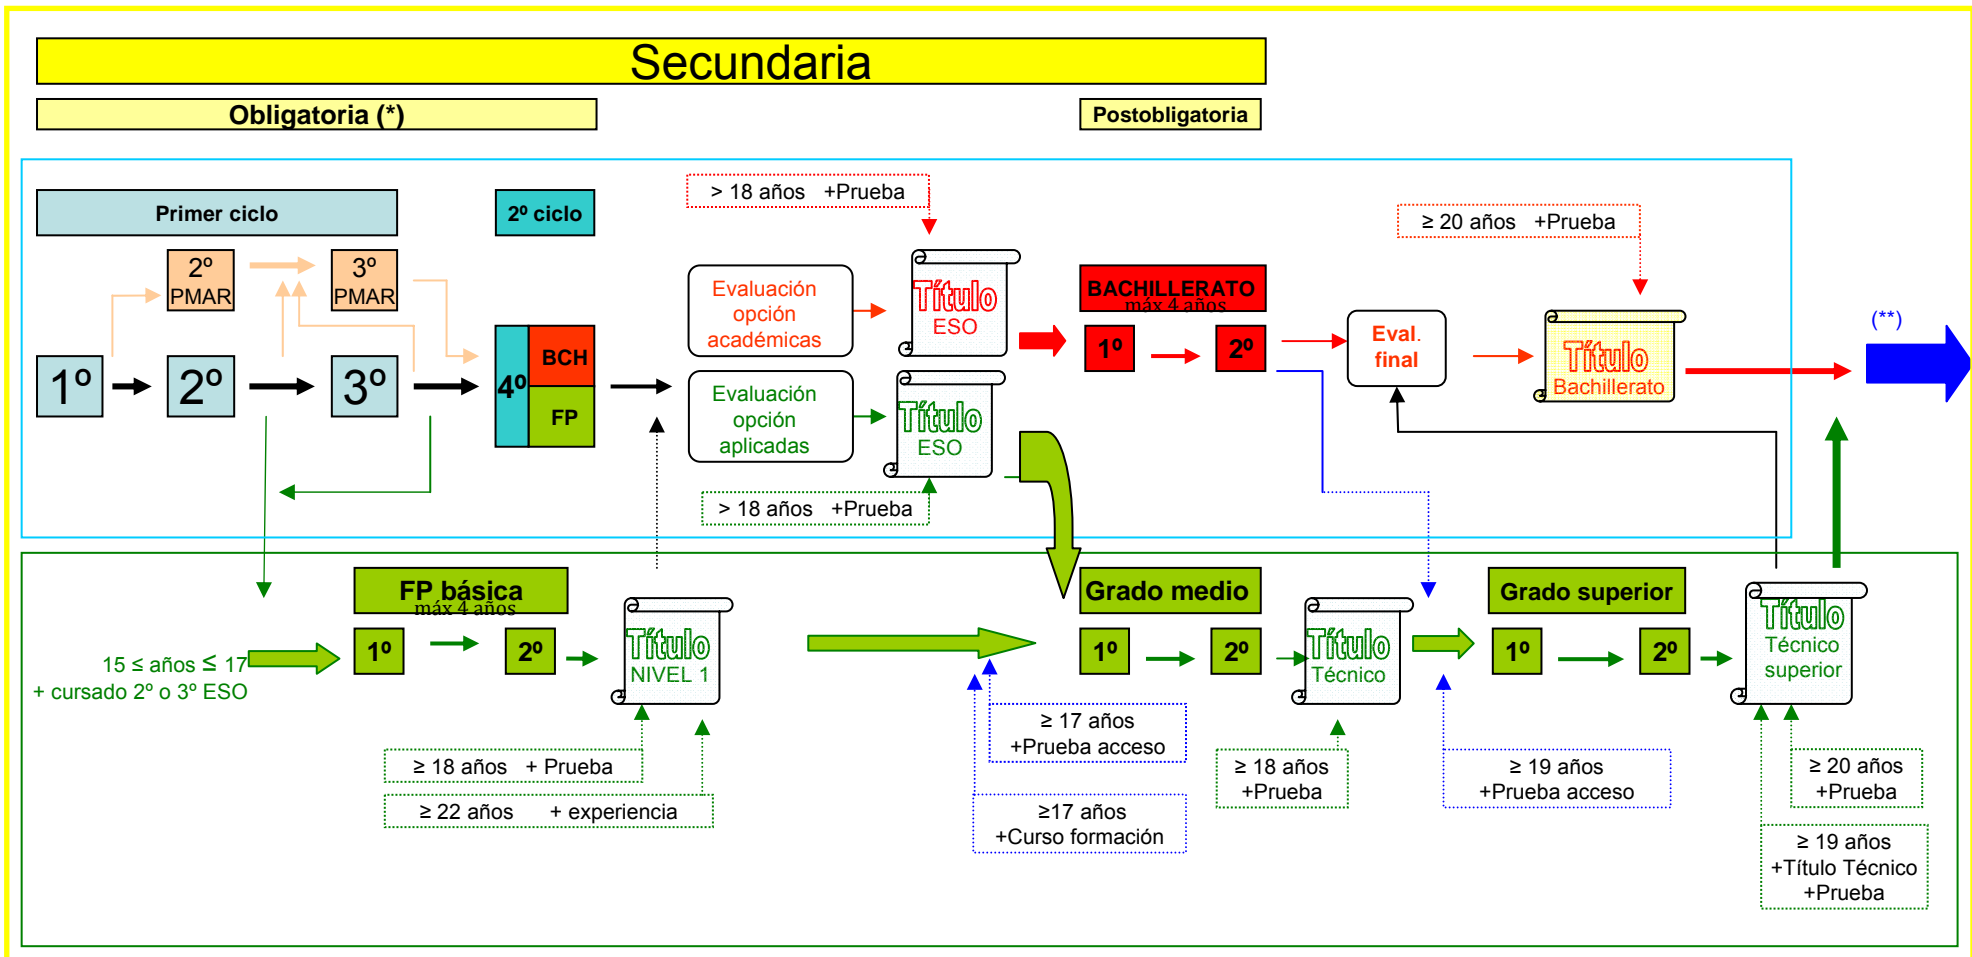 Secundaria
Obligatoria (*)
Postobligatoria
> 18 años +Prueba
Primer ciclo
2º ciclo
≥ 20 años +Prueba
2º
PMAR
3º
PMAR
Evaluación
opción
académicas
Título
ESO
BACHILLERATO
máx 4 años
1º
2º
3º
4º
BCH
FP
1º
2º
Eval.
final
Título
Bachillerato
(**)
Evaluación
opción
aplicadas
Título
ESO
> 18 años +Prueba
FP básica
máx 4 años
Grado medio
Grado superior
15 ≤ años ≤ 17
+ cursado 2º o 3º ESO
1º
2º
Título
NIVEL 1
1º
2º
Título
Técnico
1º
2º
Título
Técnico
superior
≥ 18 años + Prueba
≥ 22 años + experiencia
≥ 17 años
+Prueba acceso
≥17 años
+Curso formación
≥ 18 años
+Prueba
≥ 19 años
+Prueba acceso
≥ 20 años
+Prueba
≥ 19 años
+Título Técnico
+Prueba